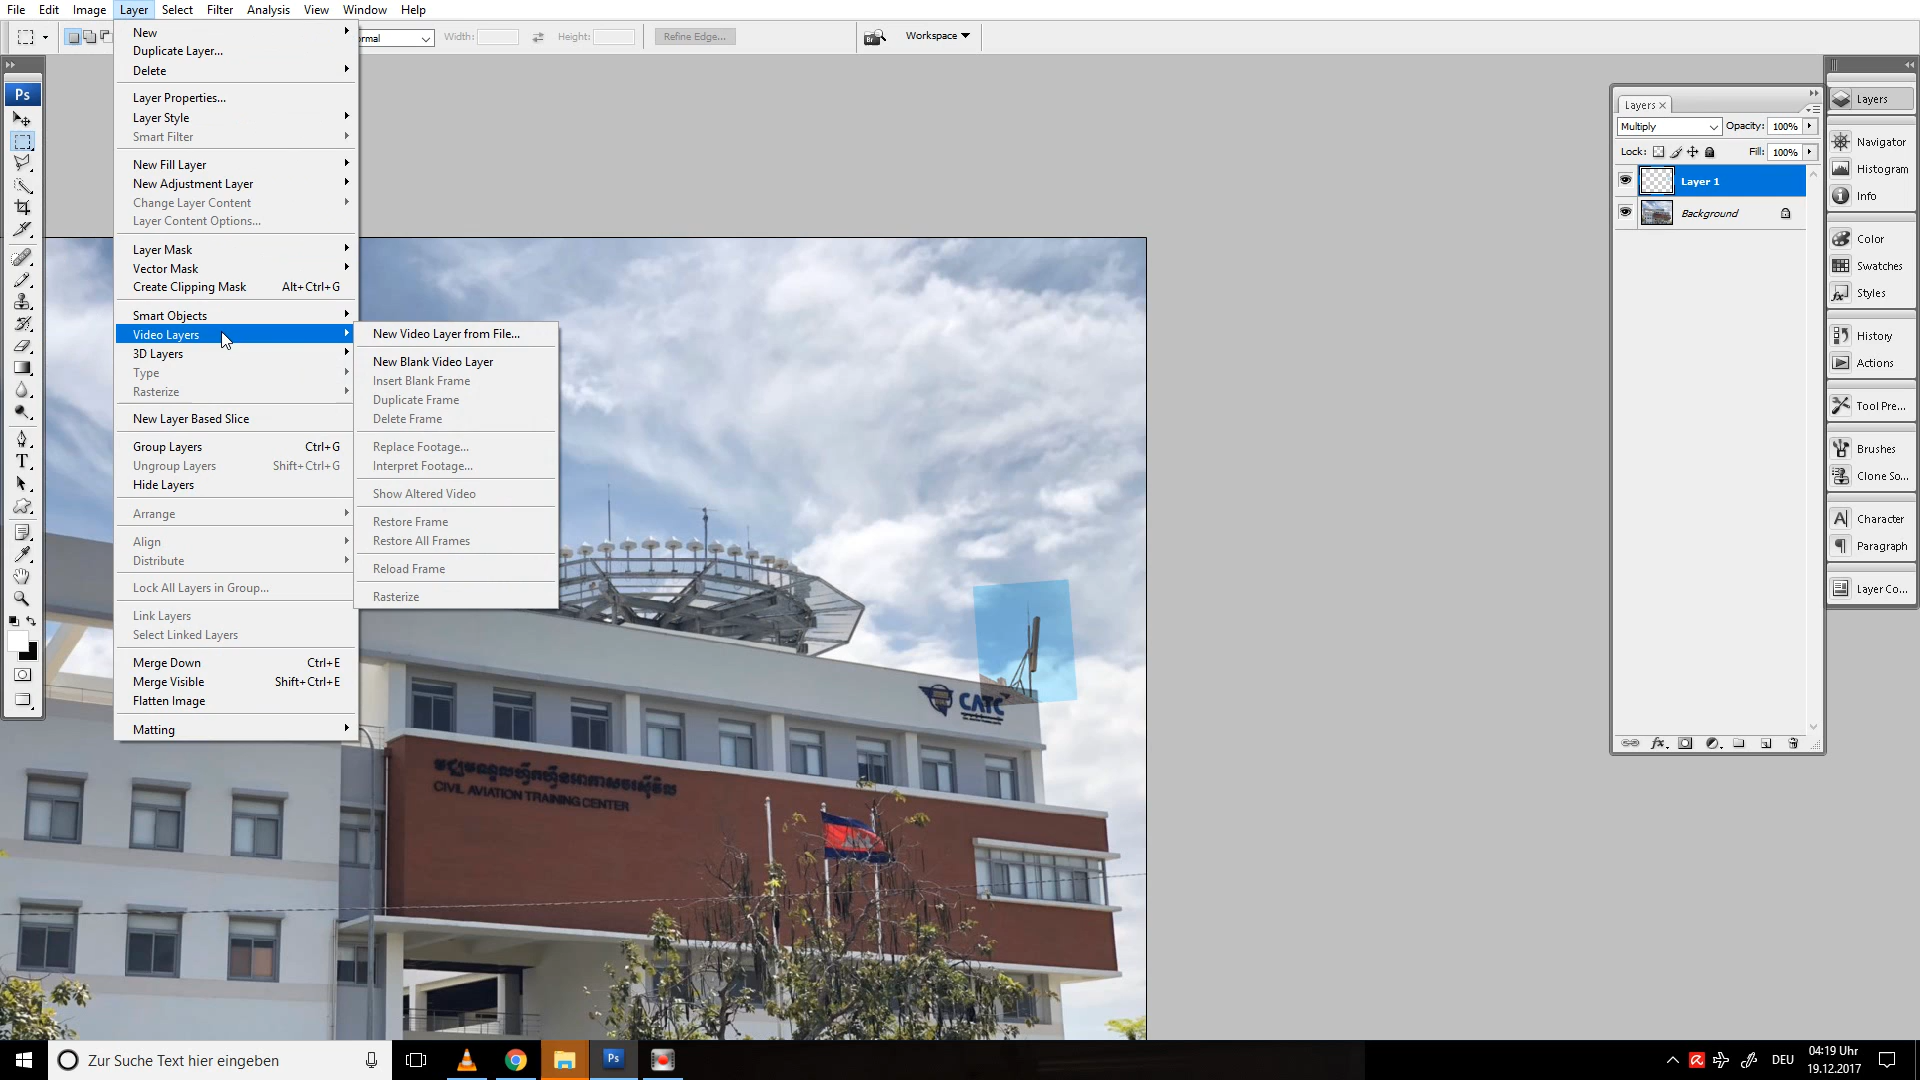 File Edit Image Layer Select Filter Analysis View Window Help
Width: Height: Refine Edge... Workspace
Ps
New
Duplicate Layer...
Delete
Layer Properties...
Layer Style
Smart Filter
New Fill Layer
New Adjustment Layer
Change Layer Content
Layer Content Options...
Layer Mask
Vector Mask
Create Clipping Mask Alt+Ctrl+G
Smart Objects
Video Layers
3D Layers
Type
Rasterize
New Layer Based Slice
Group Layers Ctrl+G
Ungroup Layers Shift+Ctrl+G
Hide Layers
Arrange
Align
Distribute
Lock All Layers in Group...
Link Layers
Select Linked Layers
Merge Down Ctrl+E
Merge Visible Shift+Ctrl+E
Flatten Image
Matting
New Video Layer from File...
New Blank Video Layer
Insert Blank Frame
Duplicate Frame
Delete Frame
Replace Footage...
Interpret Footage...
Show Altered Video
Restore Frame
Restore All Frames
Reload Frame
Rasterize
CATC
CIVIL AVIATION TRAINING CENTER
Layers
Multiply Opacity: 100%
Lock: Fill: 100%
Layer 1
Background
Layers
Navigator
Histogram
Info
Color
Swatches
Styles
History
Actions
Tool Pre...
Brushes
Clone So...
Character
Paragraph
Layer Co...
Zur Suche Text hier eingeben
Ps
DEU
04:19 Uhr
19.12.2017